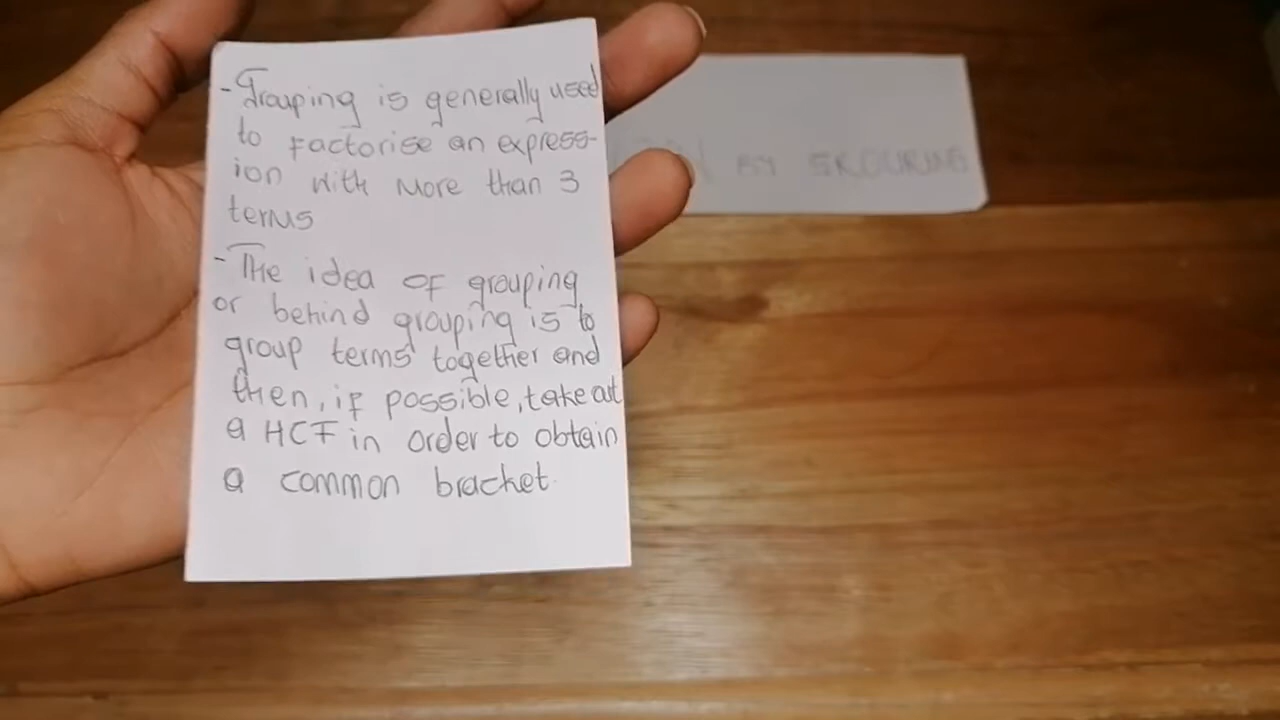 - Grouping is generally used
to factorise an express-
ion with more than 3
terms
- The idea of grouping
or behind grouping is to
group terms together and
then, if possible, take out
a HCF in order to obtain
a common bracket.
BY GROUPING